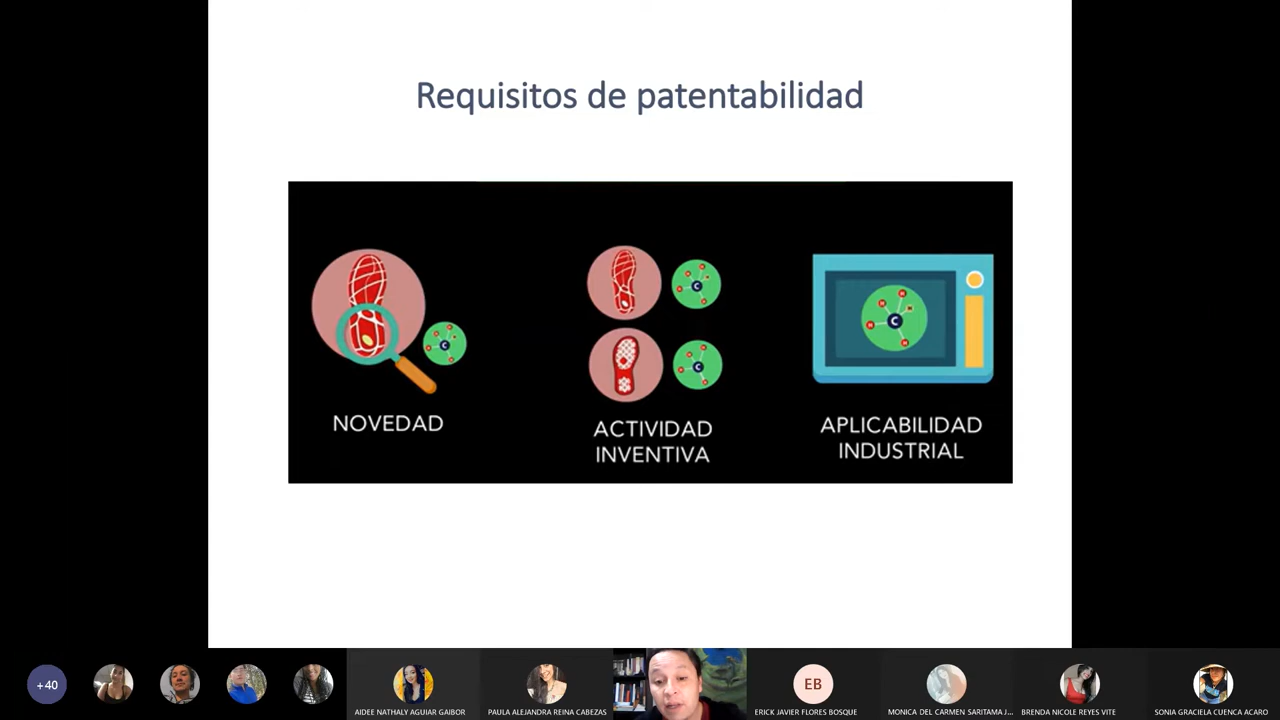 Requisitos de patentabilidad
NOVEDAD
ACTIVIDAD
INVENTIVA
APLICABILIDAD
INDUSTRIAL
+40
AIDEE NATHALY AGUIAR GAIBOR
PAULA ALEJANDRA REINA CABEZAS
EB
ERICK JAVIER FLORES BOSQUE
MONICA DEL CARMEN SARITAMA J...
BRENDA NICOLE REYES VITE
SONIA GRACIELA CUENCA ACARO